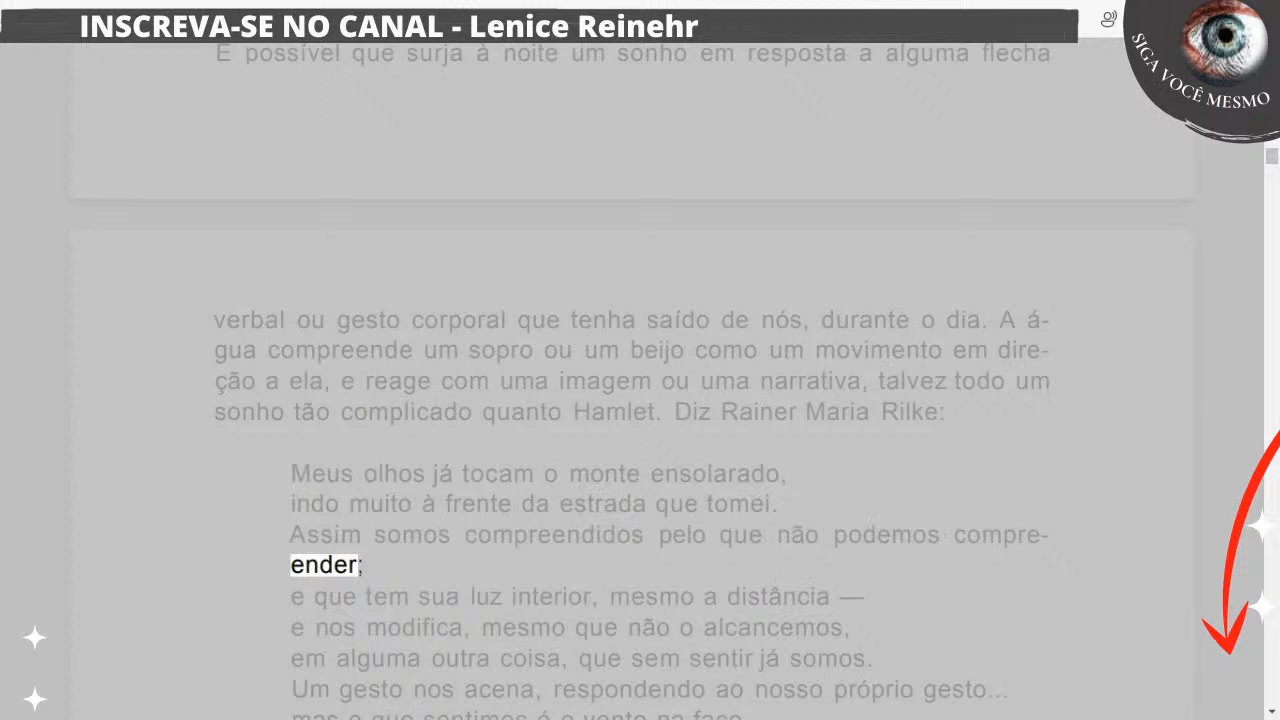 INSCREVA-SE NO CANAL - Lenice Reinehr
SIGA VOCÊ MESMO
É possível que surja à noite um sonho em resposta a alguma flecha
verbal ou gesto corporal que tenha saído de nós, durante o dia. A á-
gua compreende um sopro ou um beijo como um movimento em dire-
ção a ela, e reage com uma imagem ou uma narrativa, talvez todo um
sonho tão complicado quanto Hamlet. Diz Rainer Maria Rilke:
Meus olhos já tocam o monte ensolarado,
indo muito à frente da estrada que tomei.
Assim somos compreendidos pelo que não podemos compre-
ender;
e que tem sua luz interior, mesmo a distância —
e nos modifica, mesmo que não o alcancemos,
em alguma outra coisa, que sem sentir já somos.
Um gesto nos acena, respondendo ao nosso próprio gesto...
mas o que sentimos é o vento na face.